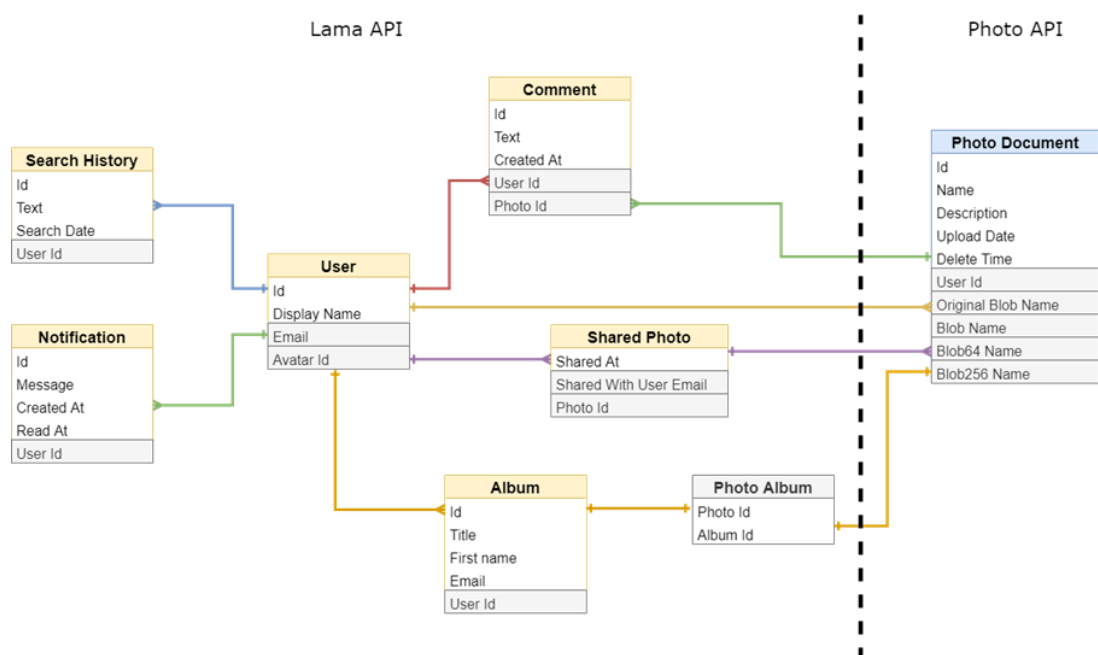 Lama API
Photo API
Comment
Id
Text
Created At
User Id
Photo Id
Photo Document
Id
Name
Description
Upload Date
Delete Time
User Id
Original Blob Name
Blob Name
Blob64 Name
Blob256 Name
Search History
Id
Text
Search Date
User Id
User
Id
Display Name
Email
Avatar Id
Notification
Id
Message
Created At
Read At
User Id
Shared Photo
Shared At
Shared With User Email
Photo Id
Album
Id
Title
First name
Email
User Id
Photo Album
Photo Id
Album Id